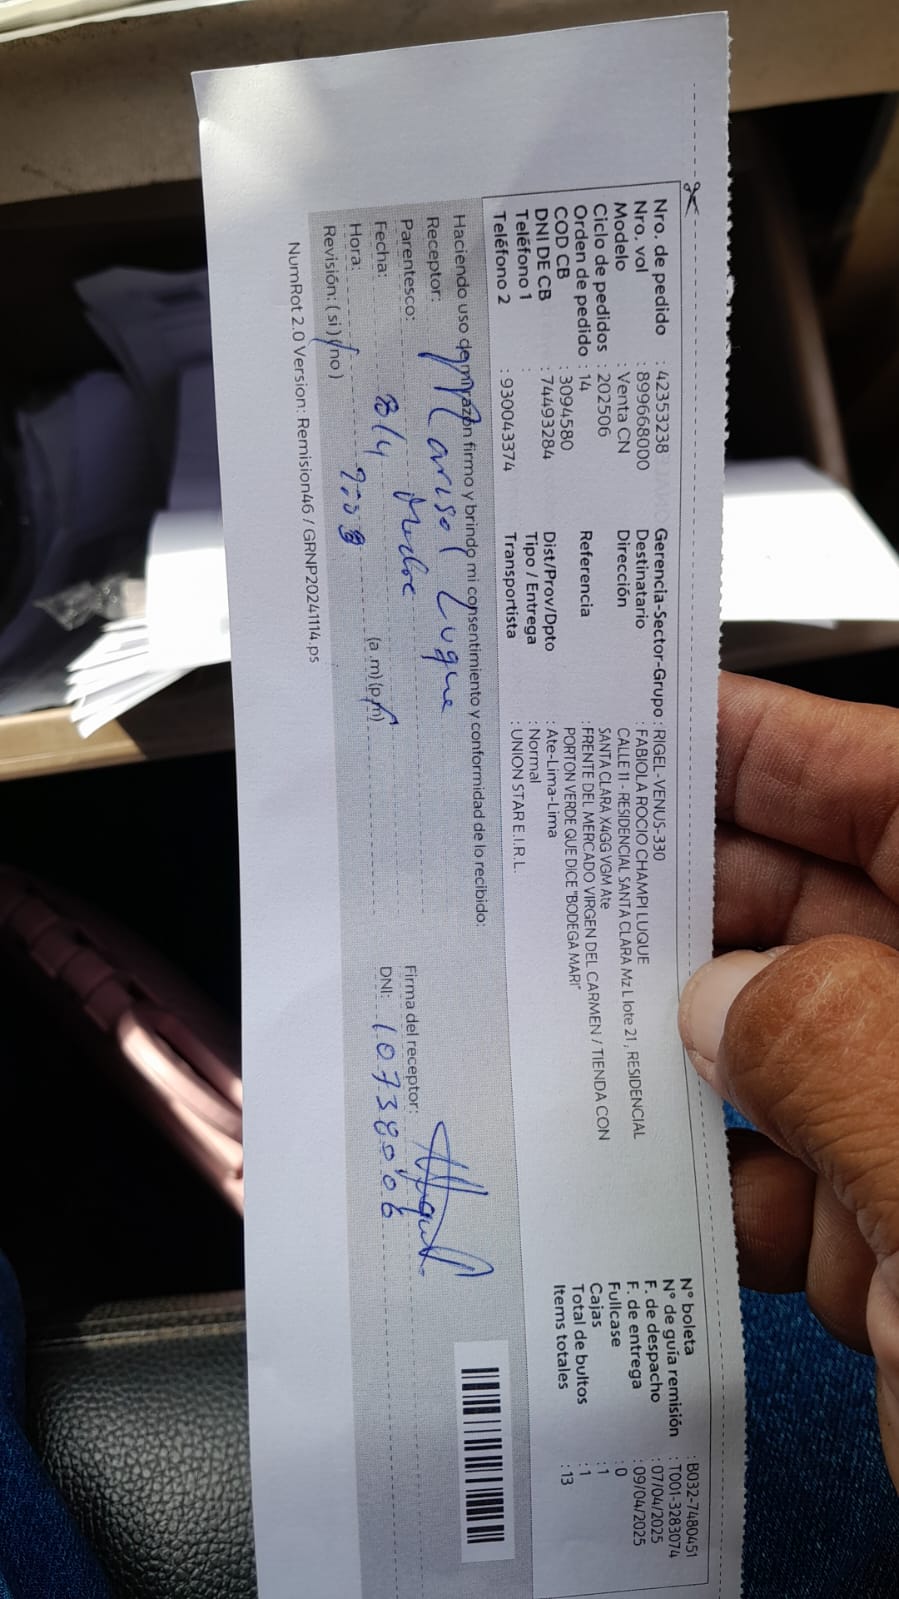 Nro. de pedido : 42353238
Nro. vol : 899668000
Modelo : Venta CN
Ciclo de pedidos : 202506
Orden de pedido : 14
COD CB : 3094580
DNI DE CB : 74493284
Teléfono 1 :
Teléfono 2 : 930043374
Gerencia-Sector-Grupo : RIGEL-VENUS-330
Destinatario : FABIOLA ROCIO CHAMPI LUQUE
Dirección : CALLE 11 - RESIDENCIAL SANTA CLARA Mz L lote 21 , RESIDENCIAL
SANTA CLARA X4GG VGM Ate
Referencia : FRENTE DEL MERCADO VIRGEN DEL CARMEN / TIENDA CON
PORTON VERDE QUE DICE "BODEGA MARI"
Dist/Prov/Dpto : Ate-Lima-Lima
Tipo / Entrega : Normal
Transportista : UNION STAR E.I.R.L.
N° boleta : B032-7480451
N° de guía remisión : T001-3283074
F. de despacho : 07/04/2025
F. de entrega : 09/04/2025
Fullcase : 0
Cajas : 1
Total de bultos : 1
Items totales : 13
Haciendo uso de mi razón firmo y brindo mi consentimiento y conformidad de lo recibido:
Receptor: Marisol Luque
Parentesco: Madre
Fecha: 8/4
Hora: (a.m) (p.m)
Revisión: ( si ) ( no )
Firma del receptor:
DNI: 10738906
NumRot 2.0 Version: Remision46 / GRNP20241114.ps